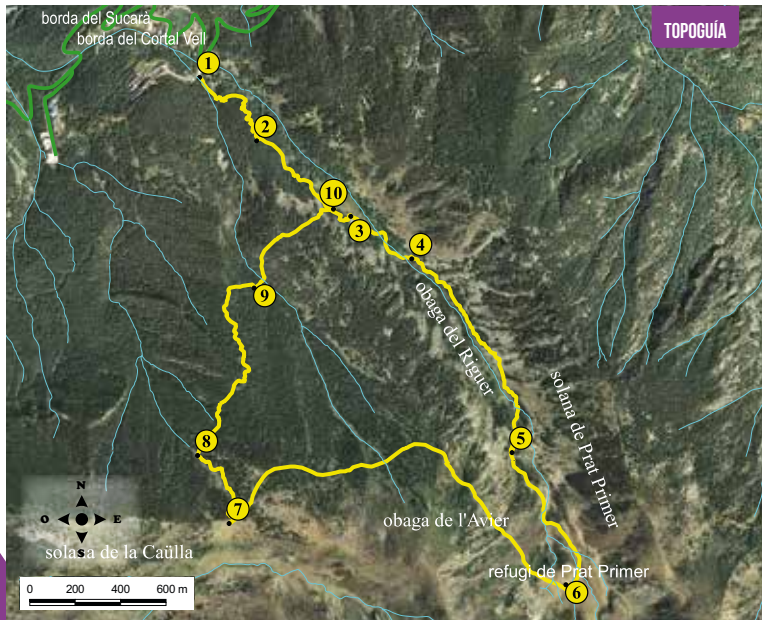 borda del Sucarà
borda del Cortal Vell
TOPOGUÍA
1
2
10
3
4
9
obaga del Riguer
solana de Prat Primer
5
8
7
N
O E
S
obaga de l'Avier
solasa de la Caülla
refugi de Prat Primer
6
0 200 400 600 m